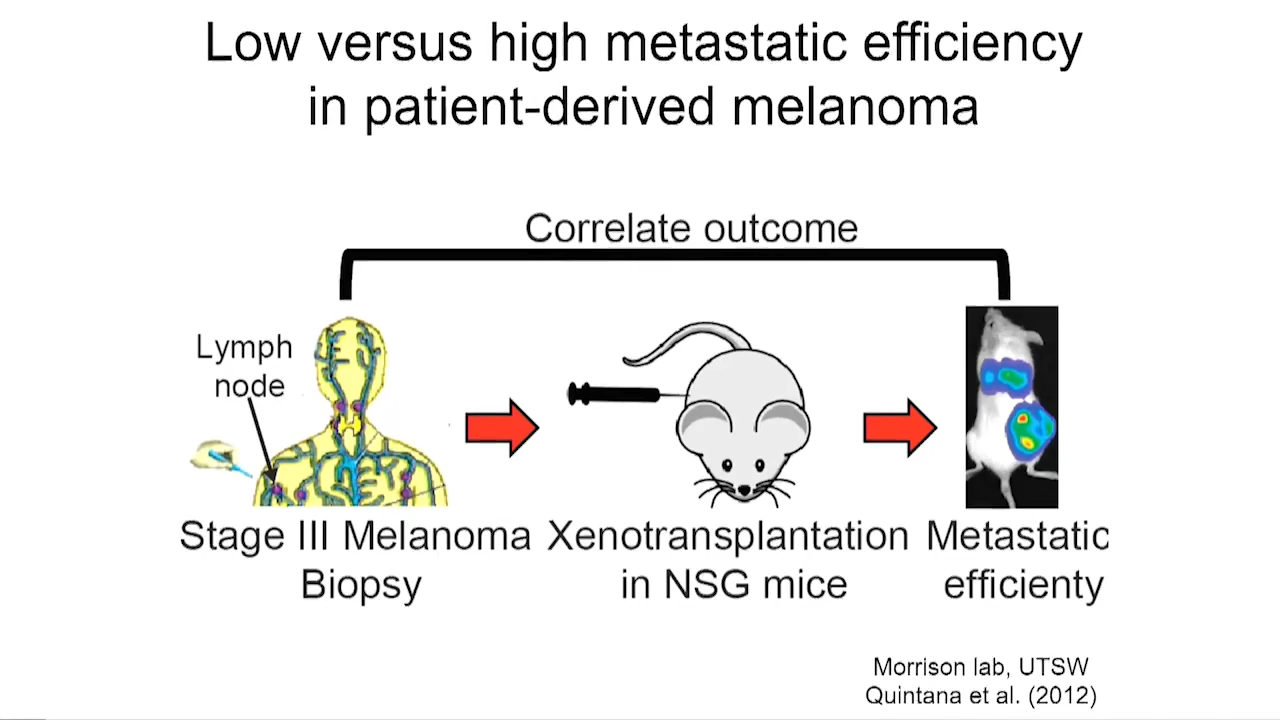 Low versus high metastatic efficiency
in patient-derived melanoma
Correlate outcome
Lymph
node
Stage III Melanoma
Biopsy
Xenotransplantation
in NSG mice
Metastatic
efficienty
Morrison lab, UTSW
Quintana et al. (2012)